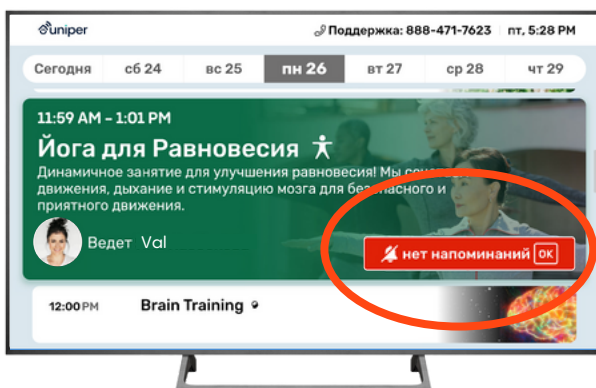 uniper
Поддержка: 888-471-7623 пт, 5:28 PM
Сегодня сб 24 вс 25 пн 26 вт 27 ср 28 чт 29
11:59 AM – 1:01 PM
Йога для Равновесия
Динамичное занятие для улучшения равновесия! Мы
движения, дыхание и стимуляцию мозга для безопасного и
приятного движения.
Ведет Val
нет напоминаний OK
12:00 PM Brain Training